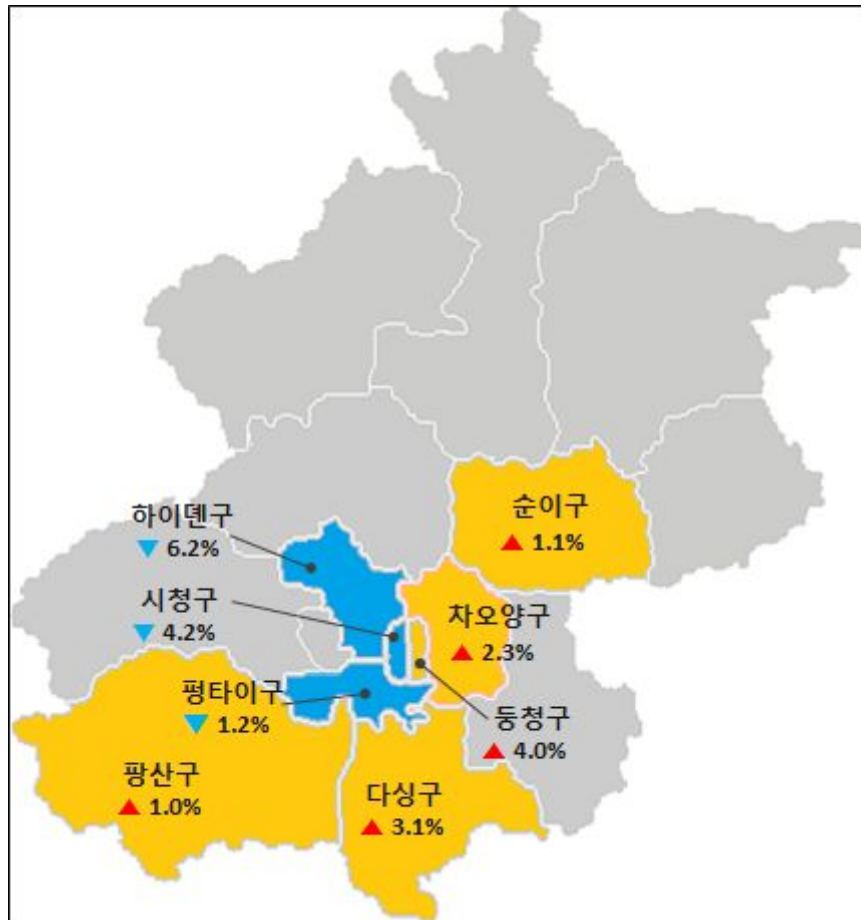 순이구
▲ 1.1%
하이뎬구
▼ 6.2%
시청구
▼ 4.2%
차오양구
▲ 2.3%
펑타이구
▼ 1.2%
둥청구
▲ 4.0%
팡산구
▲ 1.0%
다싱구
▲ 3.1%